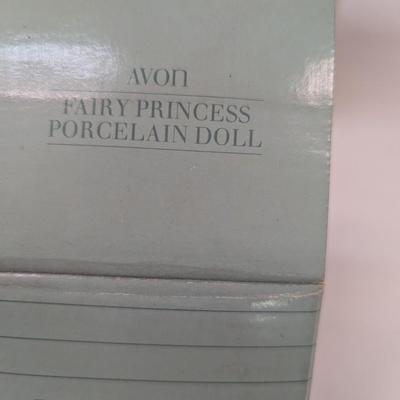 AVON
FAIRY PRINCESS
PORCELAIN DOLL